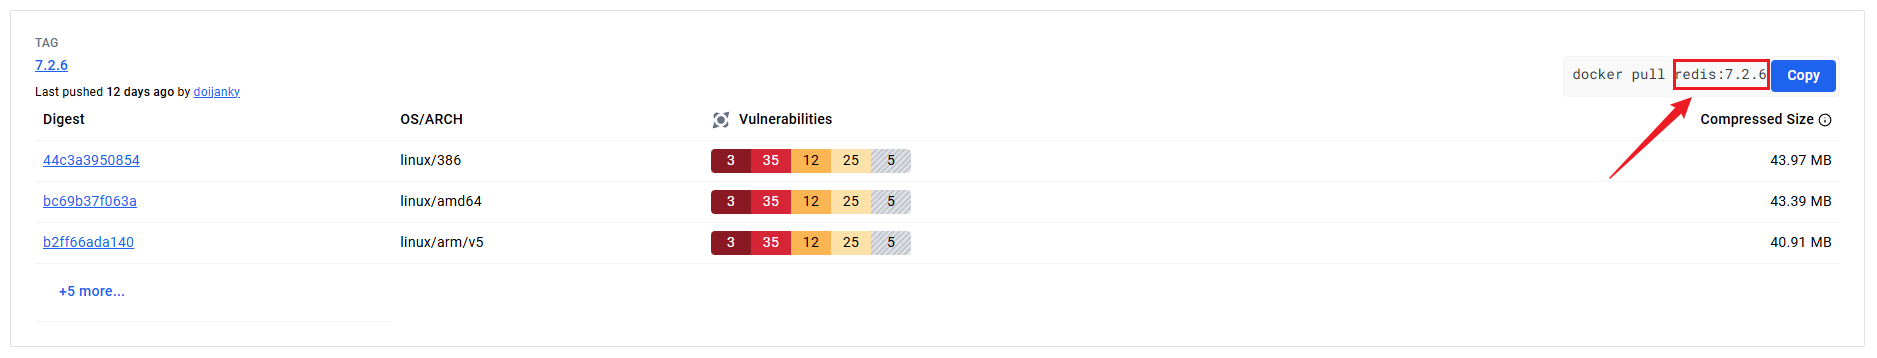 TAG
7.2.6
docker pull redis:7.2.6 Copy
Last pushed 12 days ago by doijanky
Digest OS/ARCH Vulnerabilities Compressed Size
44c3a3950854 linux/386 3 35 12 25 5 43.97 MB
bc69b37f063a linux/amd64 3 35 12 25 5 43.39 MB
b2ff66ada140 linux/arm/v5 3 35 12 25 5 40.91 MB
+5 more...